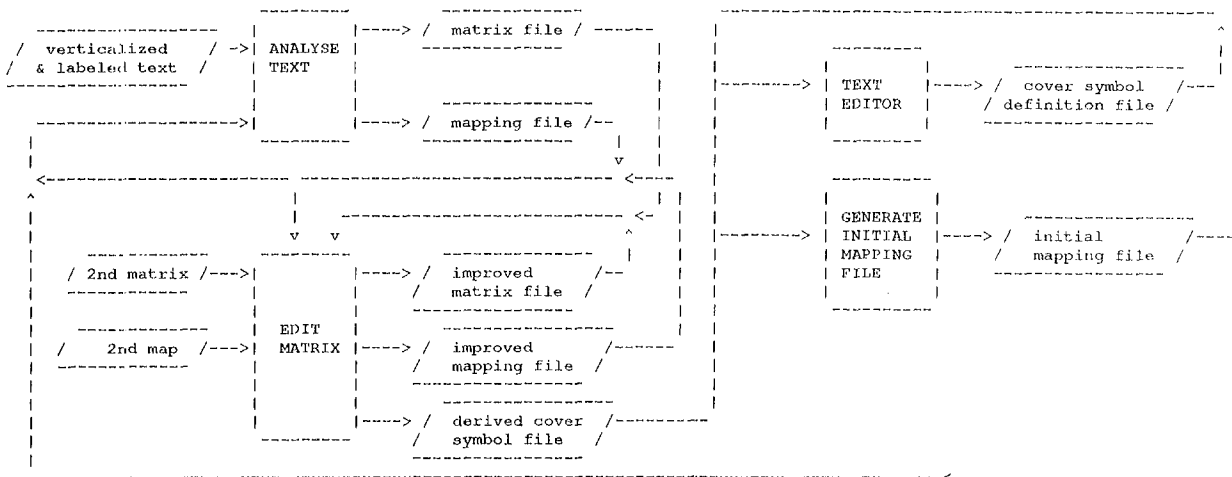 matrix file
verticalized
& labeled text
ANALYSE
TEXT
mapping file
TEXT
EDITOR
cover symbol
definition file
GENERATE
INITIAL
MAPPING
FILE
initial
mapping file
2nd matrix
improved
matrix file
EDIT
MATRIX
2nd map
improved
mapping file
derived cover
symbol file